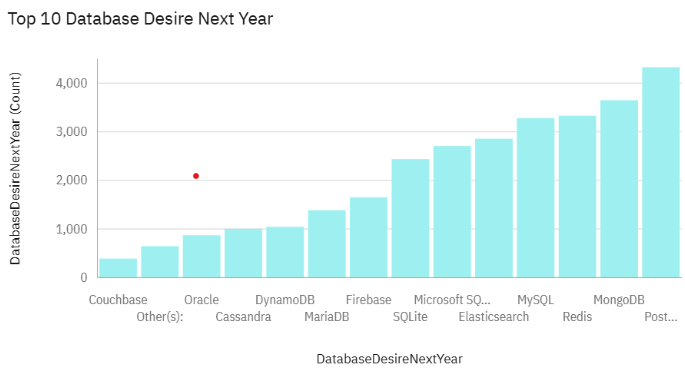 Top 10 Database Desire Next Year
DatabaseDesireNextYear (Count)
4,000
3,000
2,000
1,000
0
Couchbase
Other(s):
Oracle
Cassandra
DynamoDB
MariaDB
Firebase
SQLite
Microsoft SQ...
Elasticsearch
MySQL
Redis
MongoDB
Post...
DatabaseDesireNextYear